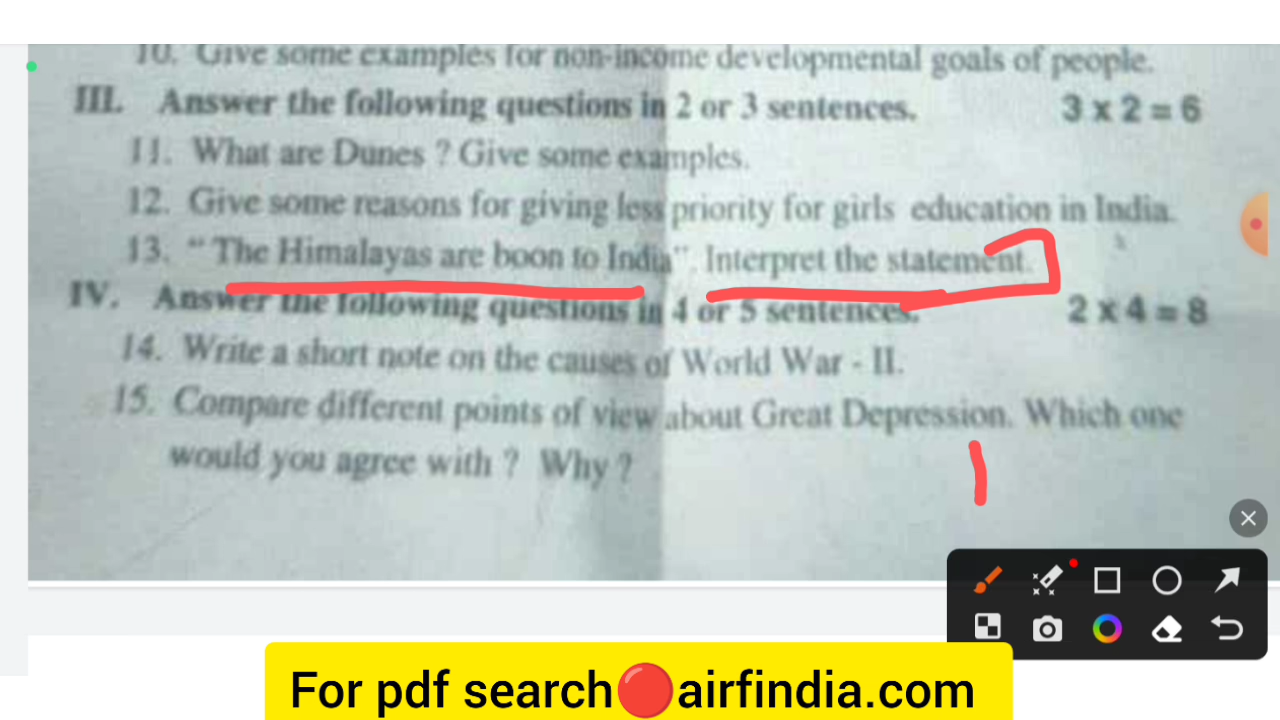 10. Give some examples for non-income developmental goals of people.
III. Answer the following questions in 2 or 3 sentences. 3 x 2 = 6
11. What are Dunes ? Give some examples.
12. Give some reasons for giving less priority for girls education in India.
13. "The Himalayas are boon to India". Interpret the statement.
IV. Answer the following questions in 4 or 5 sentences. 2 x 4 = 8
14. Write a short note on the causes of World War - II.
15. Compare different points of view about Great Depression. Which one
would you agree with ? Why ?
For pdf search🔴airfindia.com